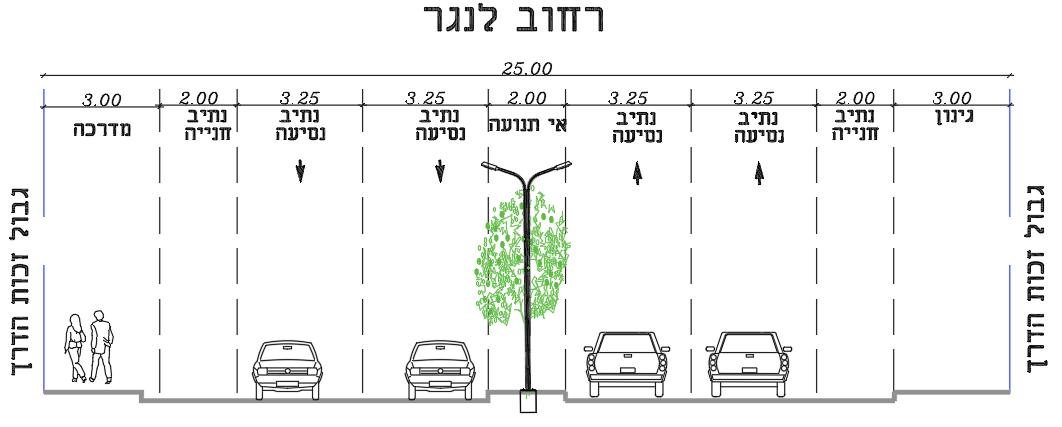 רחוב לנגר
25.00
3.00
2.00
3.25
3.25
2.00
3.25
3.25
2.00
3.00
מדרכה
נתיב
חנייה
נתיב
נסיעה
נתיב
נסיעה
אי תנועה
נתיב
נסיעה
נתיב
נסיעה
נתיב
חנייה
גינון
גבול זכות הדרך
גבול זכות הדרך